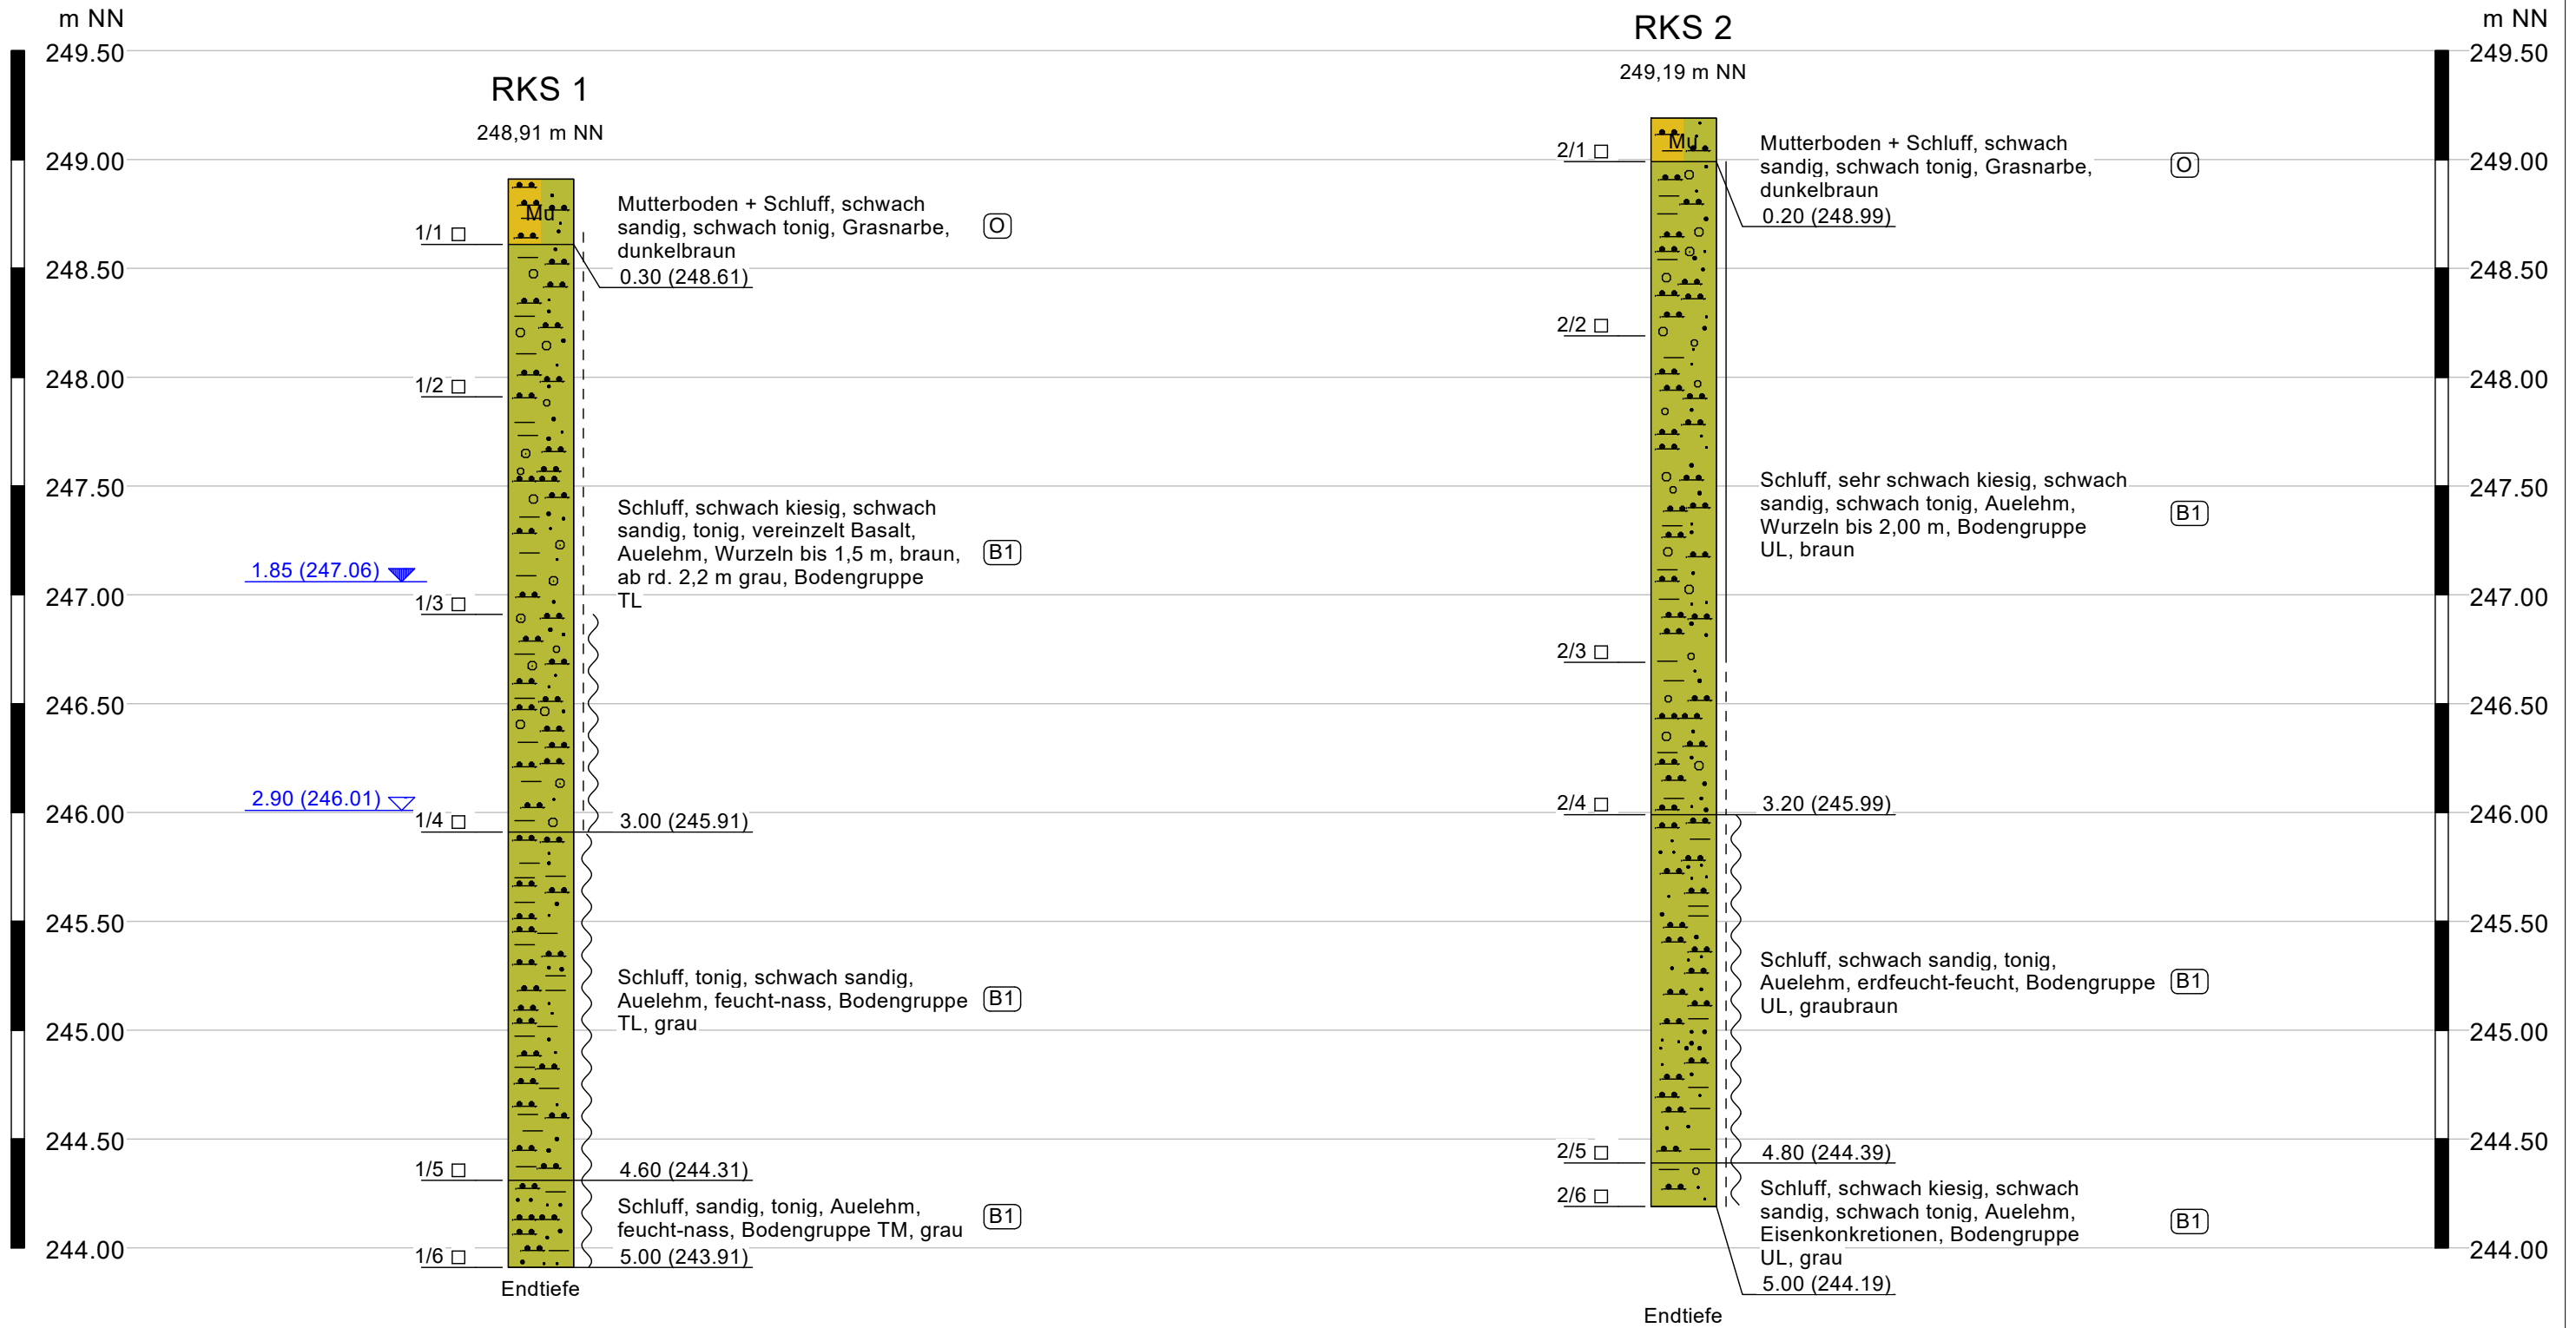 m NN
249.50
249.00
248.50
248.00
247.50
247.00
246.50
246.00
245.50
245.00
244.50
244.00
RKS 1
248,91 m NN
Mu
1/1
1/2
1.85 (247.06)
1/3
2.90 (246.01)
1/4
1/5
1/6
Mutterboden + Schluff, schwach
sandig, schwach tonig, Grasnarbe,
dunkelbraun
O
0.30 (248.61)
Schluff, schwach kiesig, schwach
sandig, tonig, vereinzelt Basalt,
Auelehm, Wurzeln bis 1,5 m, braun,
ab rd. 2,2 m grau, Bodengruppe
TL
B1
3.00 (245.91)
Schluff, tonig, schwach sandig,
Auelehm, feucht-nass, Bodengruppe
TL, grau
B1
4.60 (244.31)
Schluff, sandig, tonig, Auelehm,
feucht-nass, Bodengruppe TM, grau
B1
5.00 (243.91)
Endtiefe
RKS 2
249,19 m NN
Mu
2/1
2/2
2/3
2/4
2/5
2/6
Mutterboden + Schluff, schwach
sandig, schwach tonig, Grasnarbe,
dunkelbraun
O
0.20 (248.99)
Schluff, sehr schwach kiesig, schwach
sandig, schwach tonig, Auelehm,
Wurzeln bis 2,00 m, Bodengruppe
UL, braun
B1
3.20 (245.99)
Schluff, schwach sandig, tonig,
Auelehm, erdfeucht-feucht, Bodengruppe
UL, graubraun
B1
4.80 (244.39)
Schluff, schwach kiesig, schwach
sandig, schwach tonig, Auelehm,
Eisenkonkretionen, Bodengruppe
UL, grau
B1
5.00 (244.19)
Endtiefe
m NN
249.50
249.00
248.50
248.00
247.50
247.00
246.50
246.00
245.50
245.00
244.50
244.00